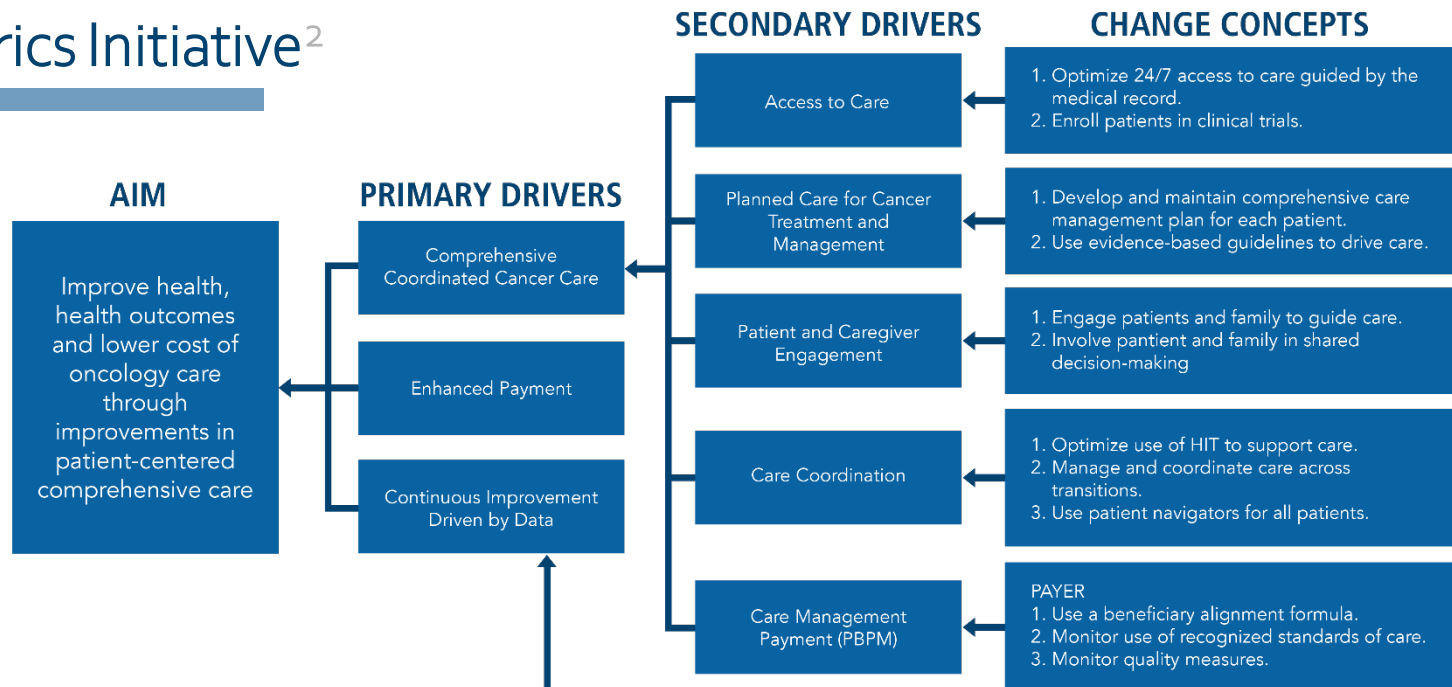 rics Initiative²
SECONDARY DRIVERS
CHANGE CONCEPTS
AIM
PRIMARY DRIVERS
Improve health,
health outcomes
and lower cost of
oncology care
through
improvements in
patient-centered
comprehensive care
Comprehensive
Coordinated Cancer Care
Enhanced Payment
Continuous Improvement
Driven by Data
Access to Care
1. Optimize 24/7 access to care guided by the
medical record.
2. Enroll patients in clinical trials.
Planned Care for Cancer
Treatment and
Management
1. Develop and maintain comprehensive care
management plan for each patient.
2. Use evidence-based guidelines to drive care.
Patient and Caregiver
Engagement
1. Engage patients and family to guide care.
2. Involve pantient and family in shared
decision-making
Care Coordination
1. Optimize use of HIT to support care.
2. Manage and coordinate care across
transitions.
3. Use patient navigators for all patients.
Care Management
Payment (PBPM)
PAYER
1. Use a beneficiary alignment formula.
2. Monitor use of recognized standards of care.
3. Monitor quality measures.